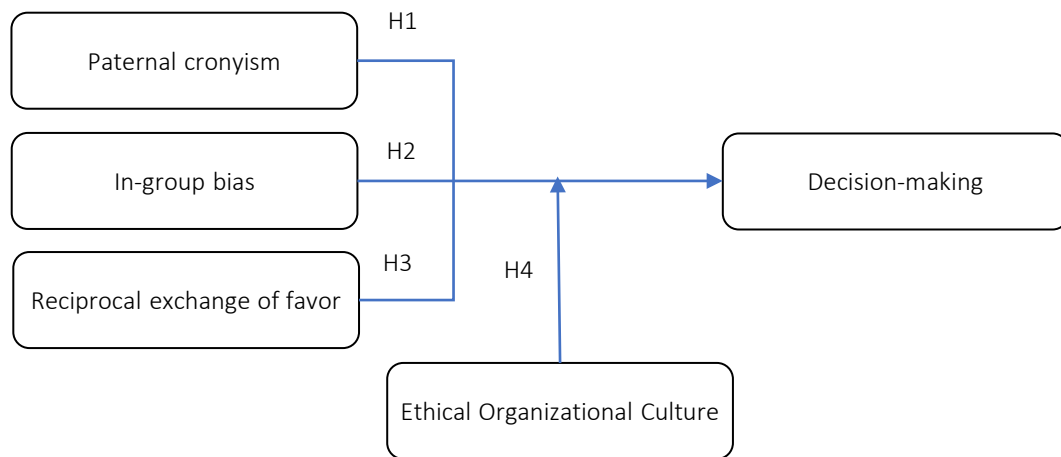 H1
Paternal cronyism
H2
In-group bias
Decision-making
H3
H4
Reciprocal exchange of favor
Ethical Organizational Culture